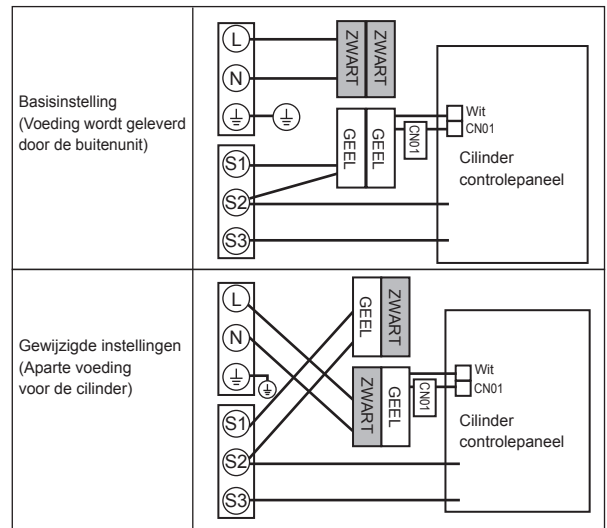 Basisinstelling
(Voeding wordt geleverd
door de buitenunit)
L
N
S1
S2
S3
ZWART
ZWART
GEEL
GEEL
CN01
Wit
CN01
Cilinder
controlepaneel
Gewijzigde instellingen
(Aparte voeding
voor de cilinder)
L
N
S1
S2
S3
GEEL
ZWART
ZWART
GEEL
CN01
Wit
CN01
Cilinder
controlepaneel